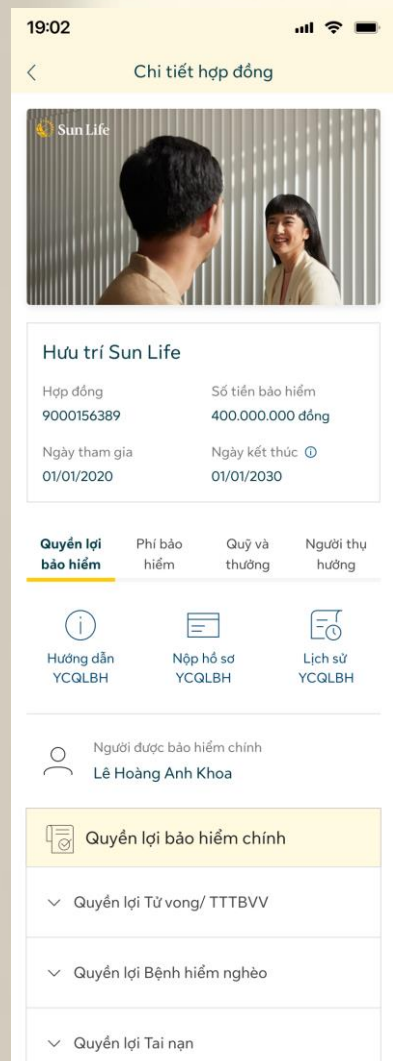 19:02
Chi tiết hợp đồng
Sun Life
Hưu trí Sun Life
Hợp đồng
Số tiền bảo hiểm
9000156389
400.000.000 đồng
Ngày tham gia
Ngày kết thúc
01/01/2020
01/01/2030
Quyền lợi
bảo hiểm
Phí bảo
hiểm
Quỹ và
thưởng
Người thụ
hưởng
Hướng dẫn
YCQLBH
Nộp hồ sơ
YCQLBH
Lịch sử
YCQLBH
Người được bảo hiểm chính
Lê Hoàng Anh Khoa
Quyền lợi bảo hiểm chính
Quyền lợi Tử vong/ TTTBVV
Quyền lợi Bệnh hiểm nghèo
Quyền lợi Tai nạn